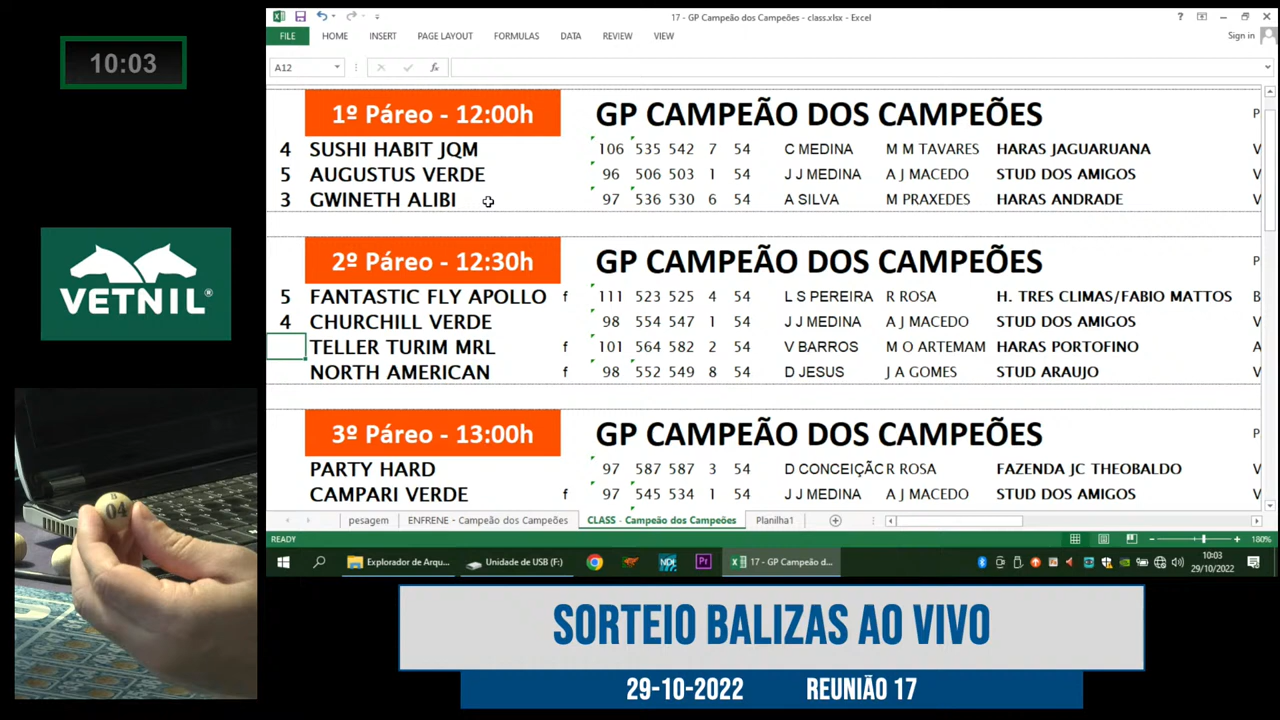 10:03
17 - GP Campeão dos Campeões - class.xlsx - Excel
Sign in
FILE HOME INSERT PAGE LAYOUT FORMULAS DATA REVIEW VIEW
A12
1º Páreo - 12:00h GP CAMPEÃO DOS CAMPEÕES P
4 SUSHI HABIT JQM 106 535 542 7 54 C MEDINA M M TAVARES HARAS JAGUARUANA V
5 AUGUSTUS VERDE 96 506 503 1 54 J J MEDINA A J MACEDO STUD DOS AMIGOS V
3 GWINETH ALIBI 97 536 530 6 54 A SILVA M PRAXEDES HARAS ANDRADE V
2º Páreo - 12:30h GP CAMPEÃO DOS CAMPEÕES P
5 FANTASTIC FLY APOLLO f 111 523 525 4 54 L S PEREIRA R ROSA H. TRES CLIMAS/FABIO MATTOS B
4 CHURCHILL VERDE 98 554 547 1 54 J J MEDINA A J MACEDO STUD DOS AMIGOS V
TELLER TURIM MRL f 101 564 582 2 54 V BARROS M O ARTEMAM HARAS PORTOFINO A
NORTH AMERICAN f 98 552 549 8 54 D JESUS J A GOMES STUD ARAUJO V
3º Páreo - 13:00h GP CAMPEÃO DOS CAMPEÕES P
PARTY HARD 97 587 587 3 54 D CONCEIÇÃO R ROSA FAZENDA JC THEOBALDO V
CAMPARI VERDE f 97 545 534 1 54 J J MEDINA A J MACEDO STUD DOS AMIGOS V
pesagem ENFRENE - Campeão dos Campeões CLASS - Campeão dos Campeões Planilha1
READY 180%
Explorador de Arqu... Unidade de USB (F:) NDI Pr 17 - GP Campeão d... 10:03
29/10/2022
VETNIL®
B
04
SORTEIO BALIZAS AO VIVO
29-10-2022 REUNIÃO 17